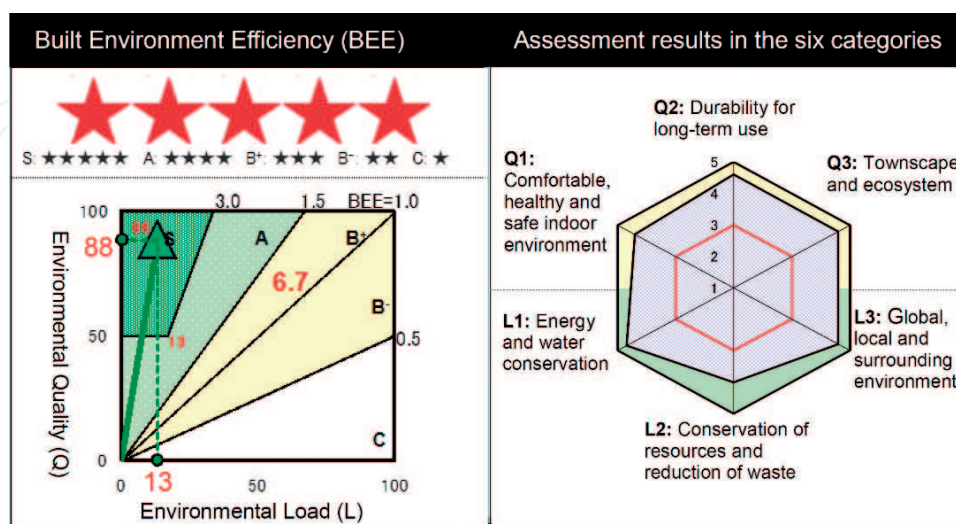 Built Environment Efficiency (BEE)
S: ★★★★★ A: ★★★★ B+: ★★★ B-: ★★ C: ★
3.0
1.5
BEE=1.0
100
88
88
S
A
B+
6.7
B-
50
13
0.5
C
0
0
13
50
100
Environmental Quality (Q)
Environmental Load (L)
Assessment results in the six categories
Q2: Durability for
long-term use
Q1:
Comfortable,
healthy and
safe indoor
environment
Q3: Townscape
and ecosystem
5
4
3
2
1
L1: Energy
and water
conservation
L3: Global,
local and
surrounding
environment
L2: Conservation of
resources and
reduction of waste